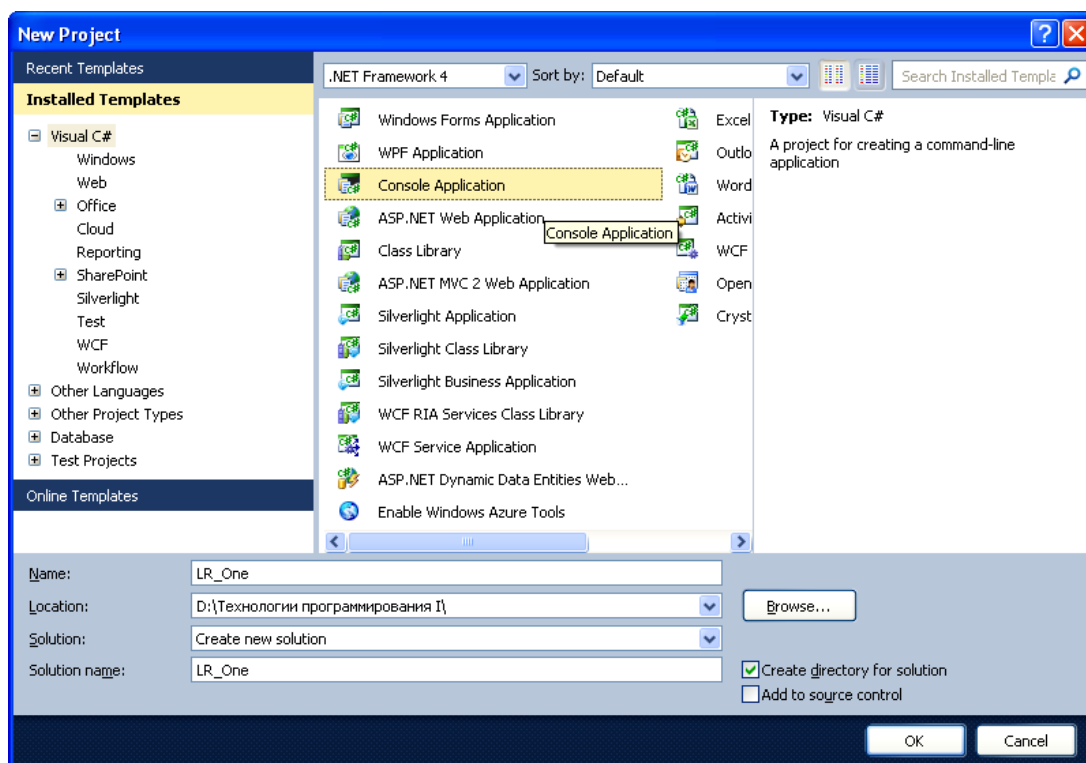 New Project
Recent Templates
Installed Templates
Visual C#
Windows
Web
Office
Cloud
Reporting
SharePoint
Silverlight
Test
WCF
Workflow
Other Languages
Other Project Types
Database
Test Projects
Online Templates
.NET Framework 4
Sort by: Default
Search Installed Templa
Windows Forms Application
WPF Application
Console Application
ASP.NET Web Application
Console Application
Class Library
ASP.NET MVC 2 Web Application
Silverlight Application
Silverlight Class Library
Silverlight Business Application
WCF RIA Services Class Library
WCF Service Application
ASP.NET Dynamic Data Entities Web...
Enable Windows Azure Tools
Excel
Outlo
Word
Activi
WCF
Open
Cryst
Type: Visual C#
A project for creating a command-line
application
Name: LR_One
Location: D:\Технологии программирования I\
Browse...
Solution: Create new solution
Solution name: LR_One
Create directory for solution
Add to source control
OK
Cancel